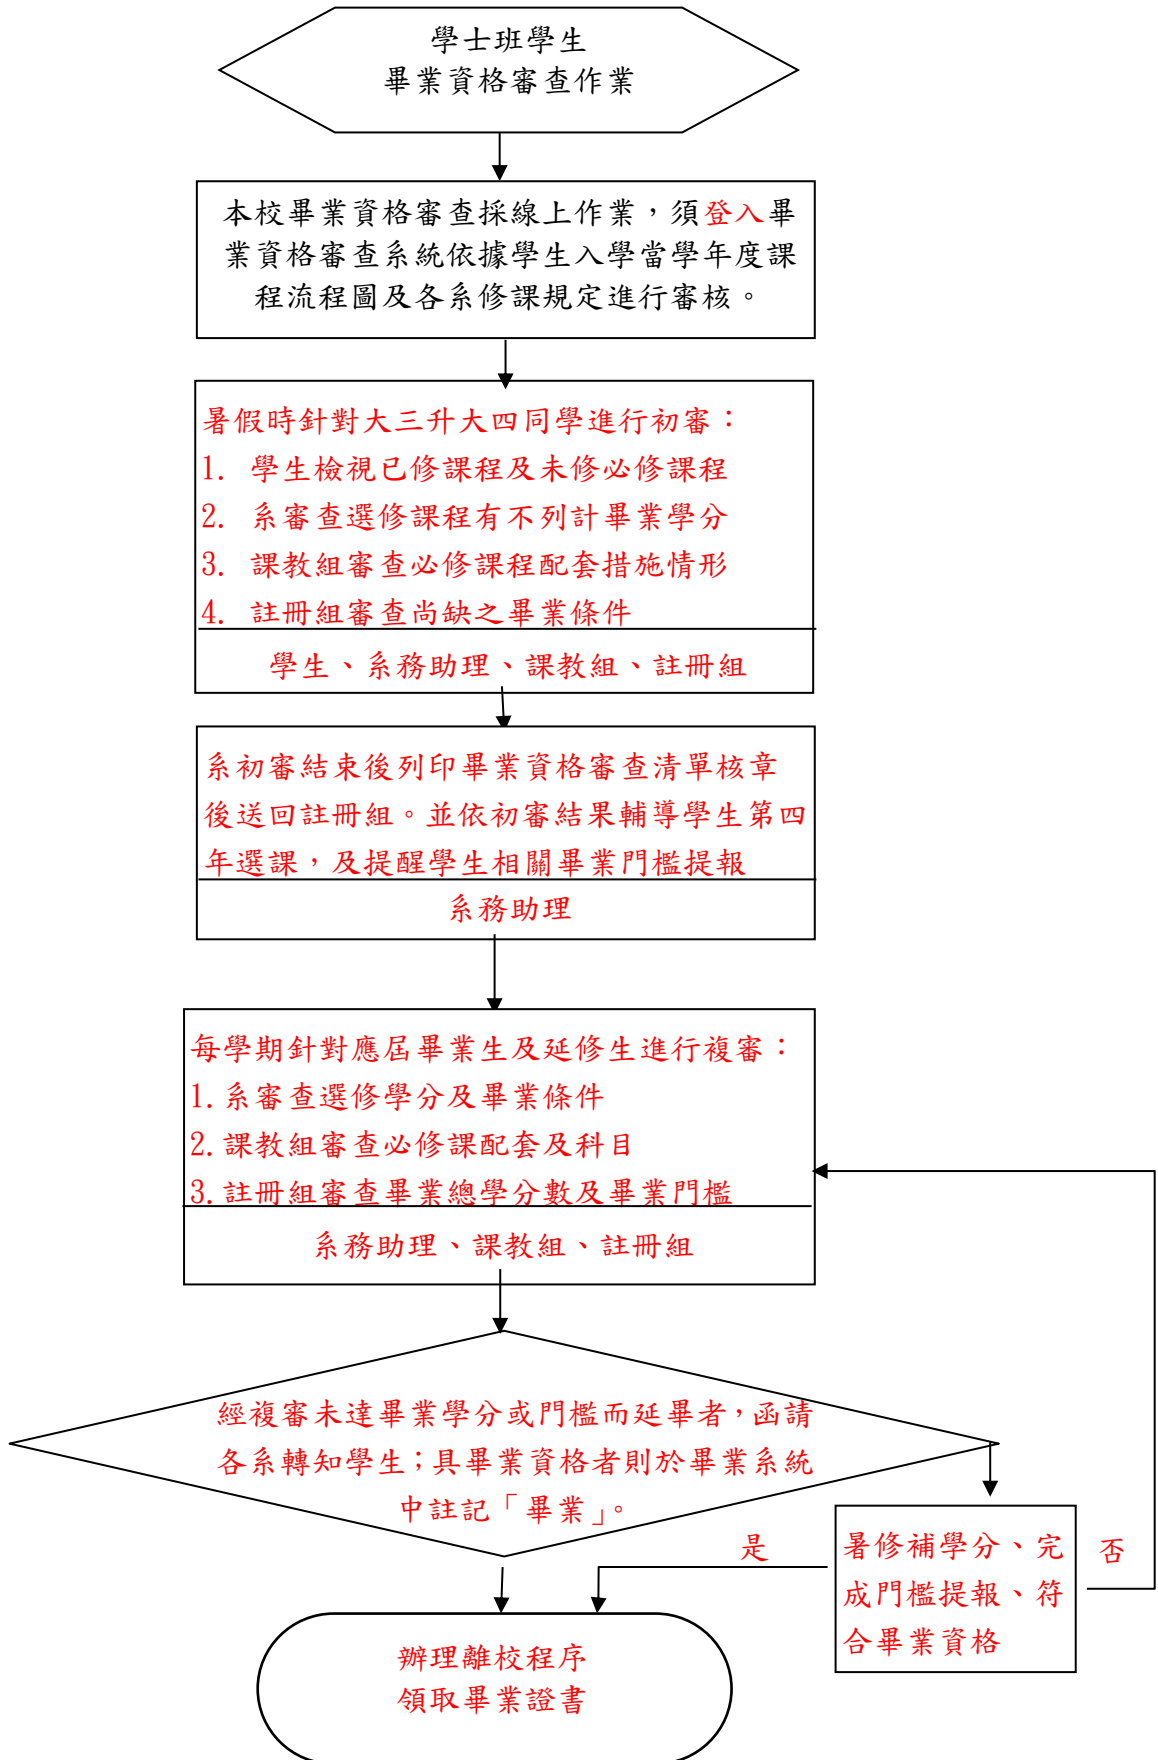 學士班學生
畢業資格審查作業
本校畢業資格審查採線上作業，須登入畢
業資格審查系統依據學生入學當學年度課
程流程圖及各系修課規定進行審核。
暑假時針對大三升大四同學進行初審：
1. 學生檢視已修課程及未修必修課程
2. 系審查選修課程有不列計畢業學分
3. 課教組審查必修課程配套措施情形
4. 註冊組審查尚缺之畢業條件
學生、系務助理、課教組、註冊組
系初審結束後列印畢業資格審查清單核章
後送回註冊組。並依初審結果輔導學生第四
年選課，及提醒學生相關畢業門檻提報
系務助理
每學期針對應屆畢業生及延修生進行複審：
1.系審查選修學分及畢業條件
2.課教組審查必修課配套及科目
3.註冊組審查畢業總學分數及畢業門檻
系務助理、課教組、註冊組
經複審未達畢業學分或門檻而延畢者，函請
各系轉知學生；具畢業資格者則於畢業系統
中註記「畢業」。
是
暑修補學分、完
成門檻提報、符
合畢業資格
否
辦理離校程序
領取畢業證書